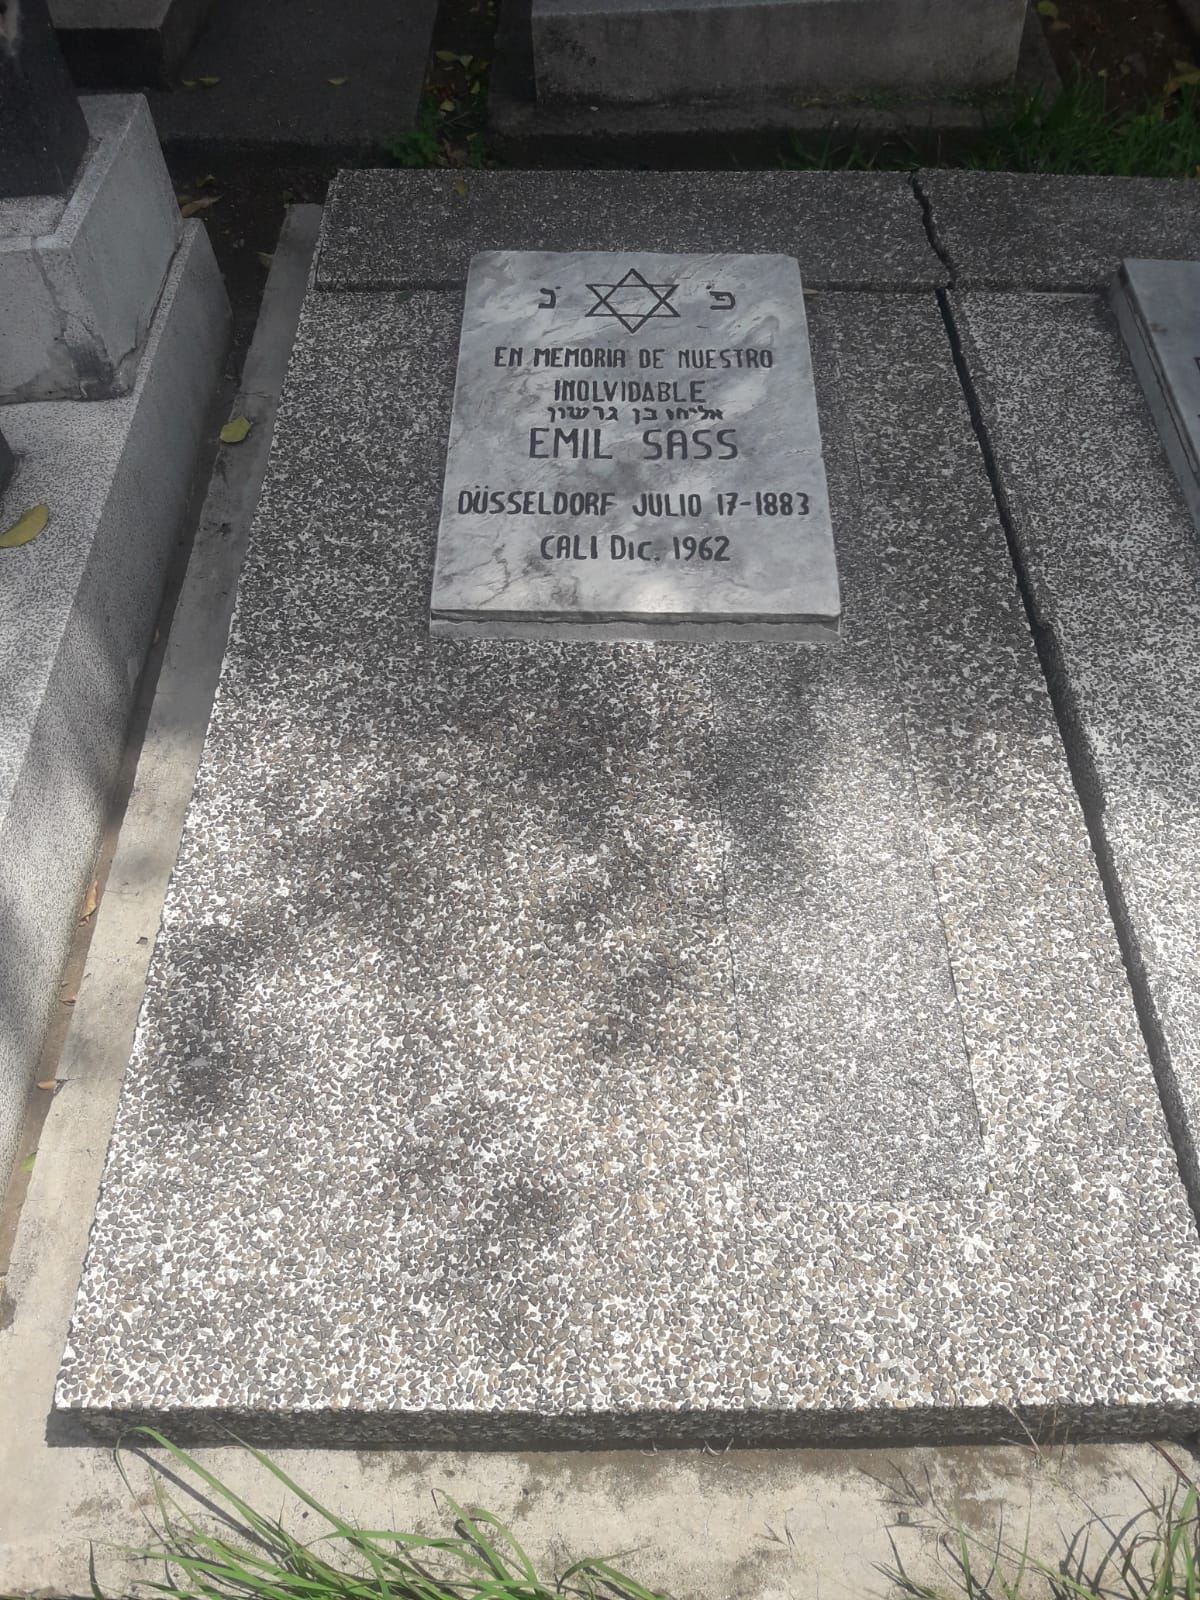 פ נ
EN MEMORIA DE NUESTRO
INOLVIDABLE
אליהו בן גרשון
EMIL SASS
DÜSSELDORF JULIO 17-1883
CALI DIC. 1962